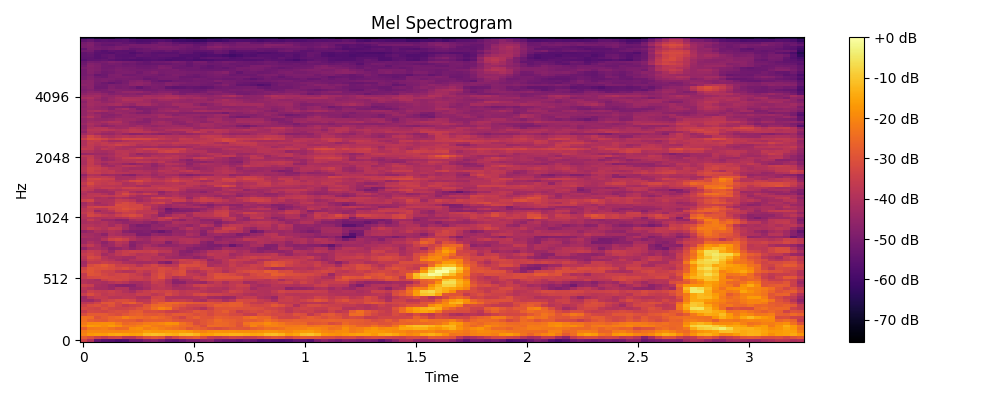 Mel Spectrogram
+0 dB
-10 dB
-20 dB
-30 dB
-40 dB
-50 dB
-60 dB
-70 dB
Hz
4096
2048
1024
512
0
0 0.5 1 1.5 2 2.5 3
Time